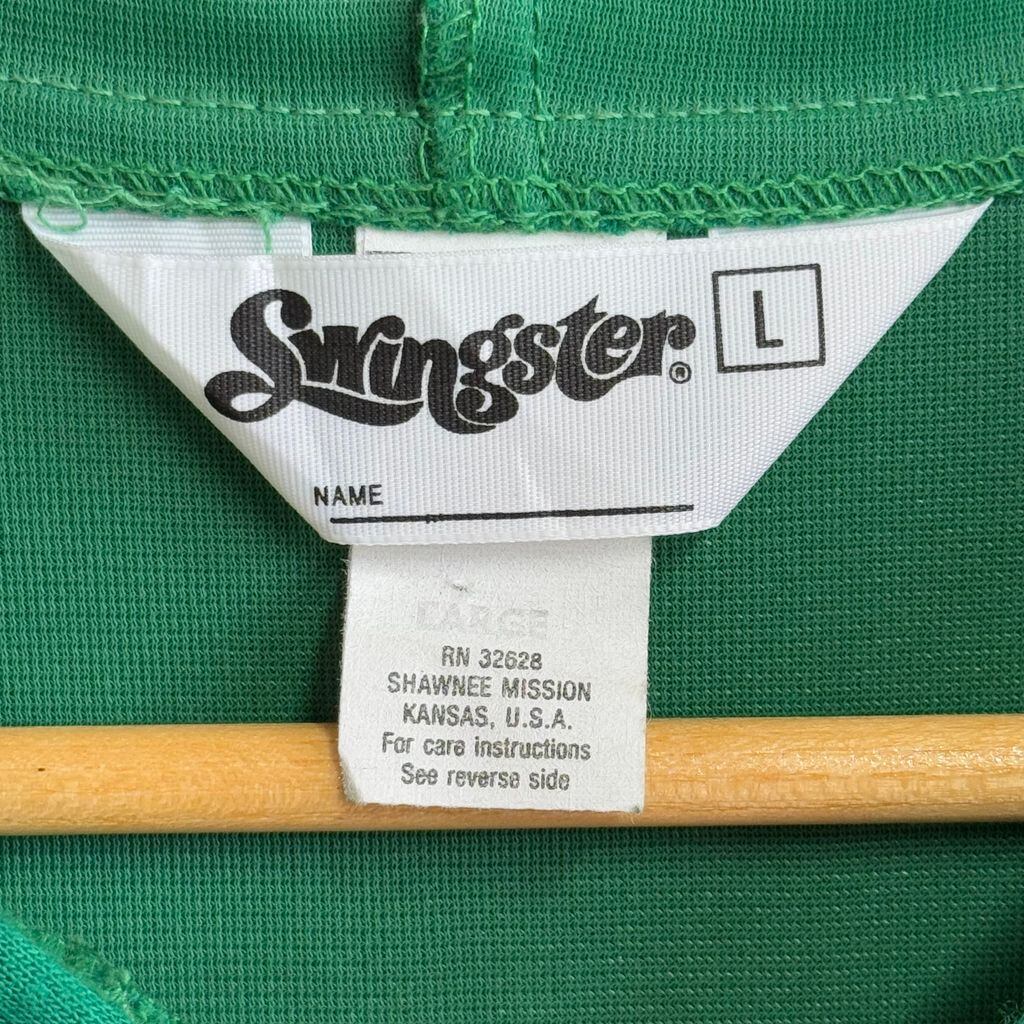 Swingster®
L
NAME
LARGE
RN 32628
SHAWNEE MISSION
KANSAS, U.S.A.
For care instructions
See reverse side